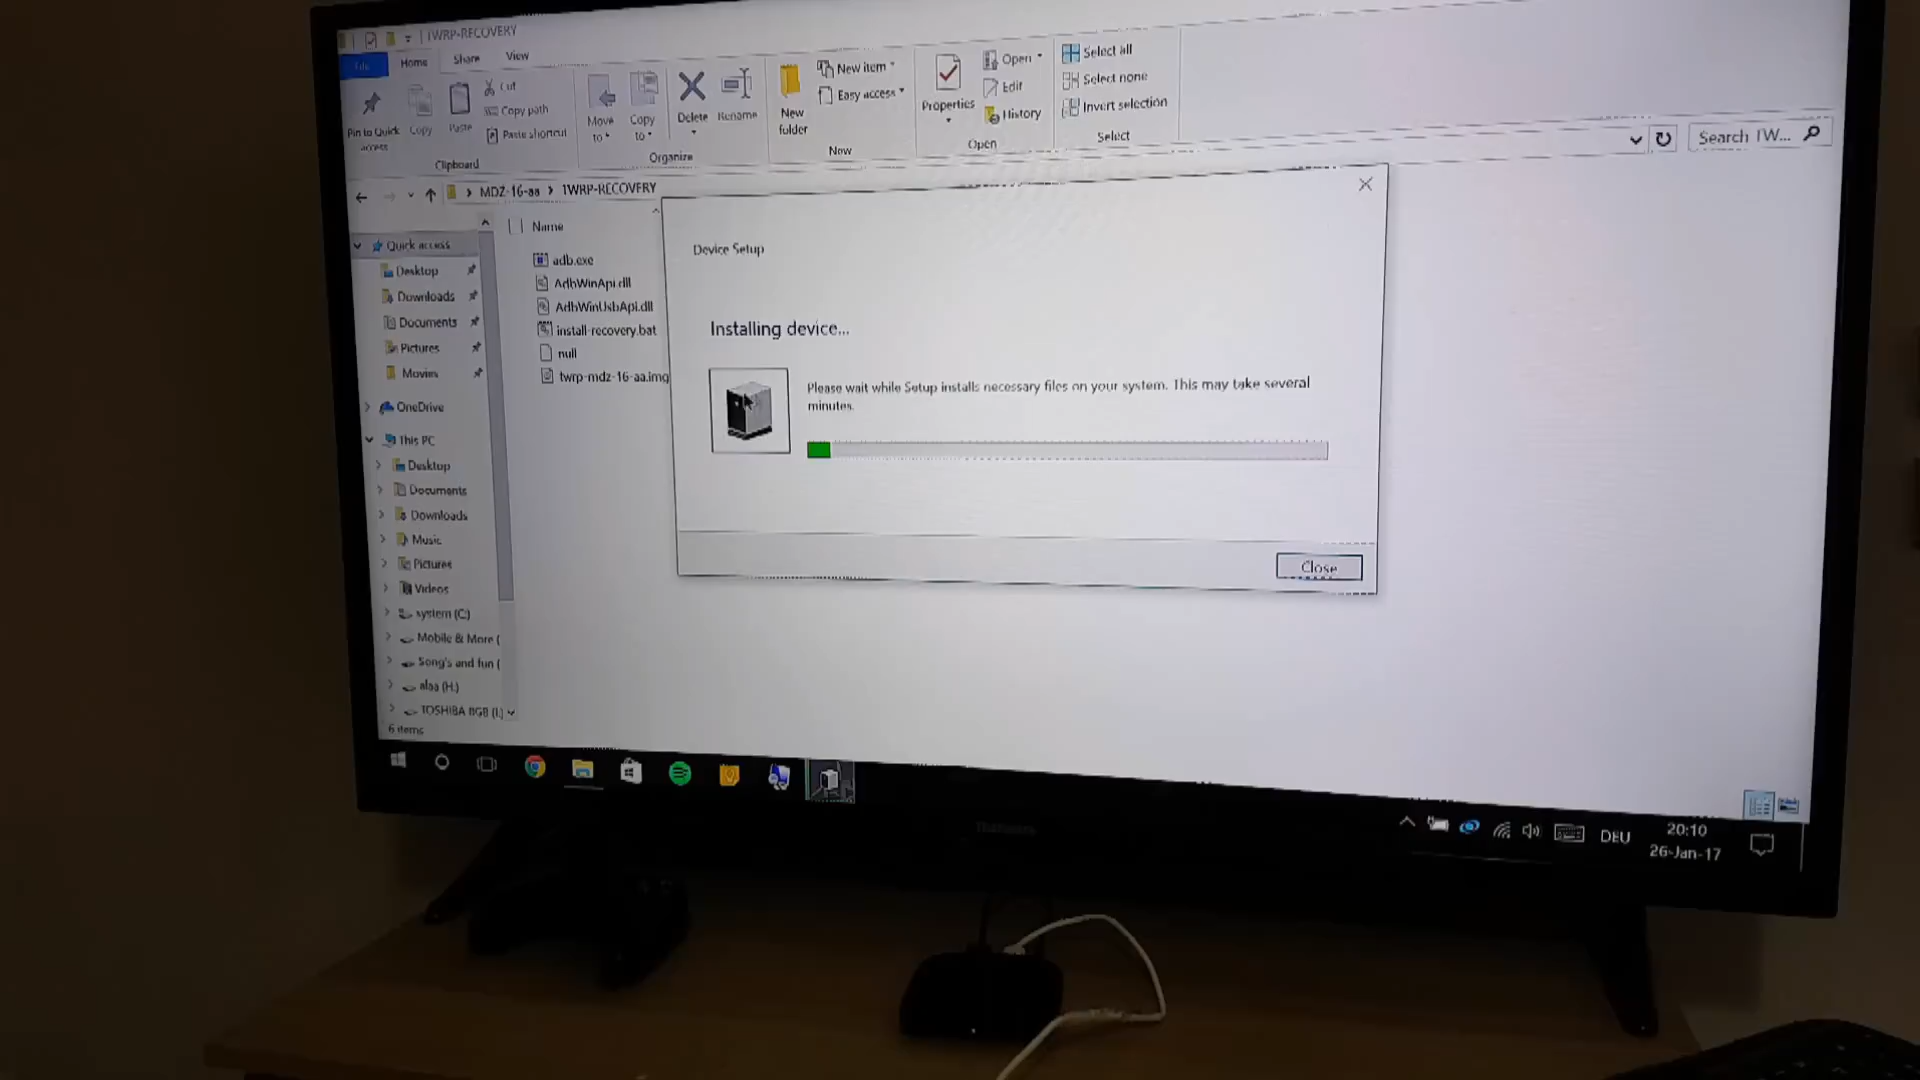 TWRP-RECOVERY
File Home Share View
Pin to Quick access
Copy
Paste
Cut
Copy path
Paste shortcut
Clipboard
Move to
Copy to
Delete
Rename
Organize
New folder
New item
Easy access
New
Properties
Open
Edit
History
Open
Select all
Select none
Invert selection
Select
MDZ-16-aa > TWRP-RECOVERY
Search TW...
Name
adb.exe
AdbWinApi.dll
AdbWinUsbApi.dll
install-recovery.bat
null
twrp-mdz-16-aa.img
Quick access
Desktop
Downloads
Documents
Pictures
Movies
OneDrive
This PC
Desktop
Documents
Downloads
Music
Pictures
Videos
system (C:)
Mobile & More (
Song's and fun (
alaa (H:)
TOSHIBA 8GB (I:)
6 items
Device Setup
Installing device...
Please wait while Setup installs necessary files on your system. This may take several
minutes.
Close
DEU
20:10
26-Jan-17